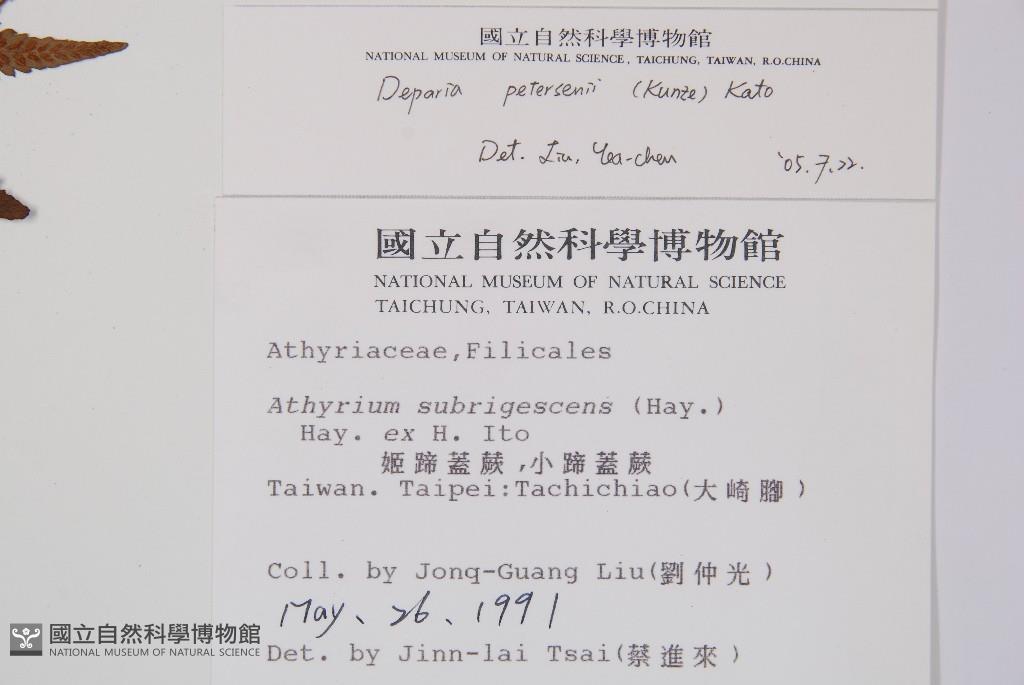 國立自然科學博物館
NATIONAL MUSEUM OF NATURAL SCIENCE, TAICHUNG, TAIWAN, R.O.CHINA
Deparia petersenii (Kunze) Kato
Det. Liu, Yea-chen '05.7.22.
國立自然科學博物館
NATIONAL MUSEUM OF NATURAL SCIENCE
TAICHUNG, TAIWAN, R.O.CHINA
Athyriaceae,Filicales
Athyrium subrigescens (Hay.)
Hay. ex H. Ito
姬蹄蓋蕨,小蹄蓋蕨
Taiwan. Taipei:Tachichiao(大崎腳)
Coll. by Jonq-Guang Liu(劉仲光)
May、26、1991
Det. by Jinn-lai Tsai(蔡進來)
國立自然科學博物館
NATIONAL MUSEUM OF NATURAL SCIENCE